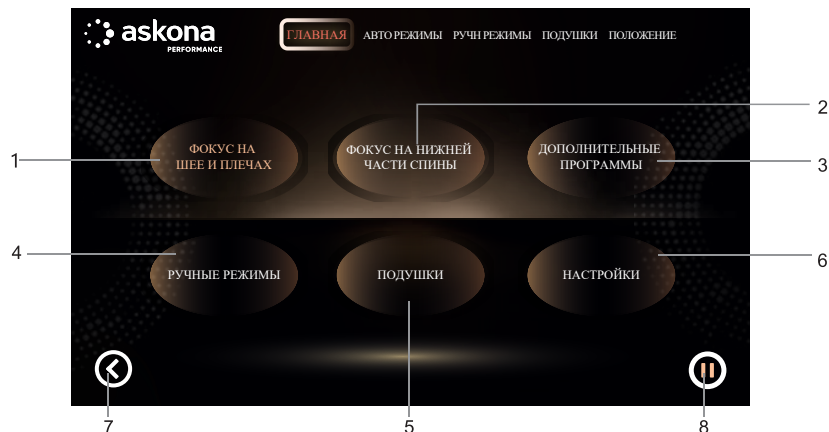 askona
PERFORMANCE
ГЛАВНАЯ АВТО РЕЖИМЫ РУЧН РЕЖИМЫ ПОДУШКИ ПОЛОЖЕНИЕ
2
ФОКУС НА
ШЕЕ И ПЛЕЧАХ
ФОКУС НА НИЖНЕЙ
ЧАСТИ СПИНЫ
ДОПОЛНИТЕЛЬНЫЕ
ПРОГРАММЫ
1
3
4
РУЧНЫЕ РЕЖИМЫ
ПОДУШКИ
НАСТРОЙКИ
6
7
5
8